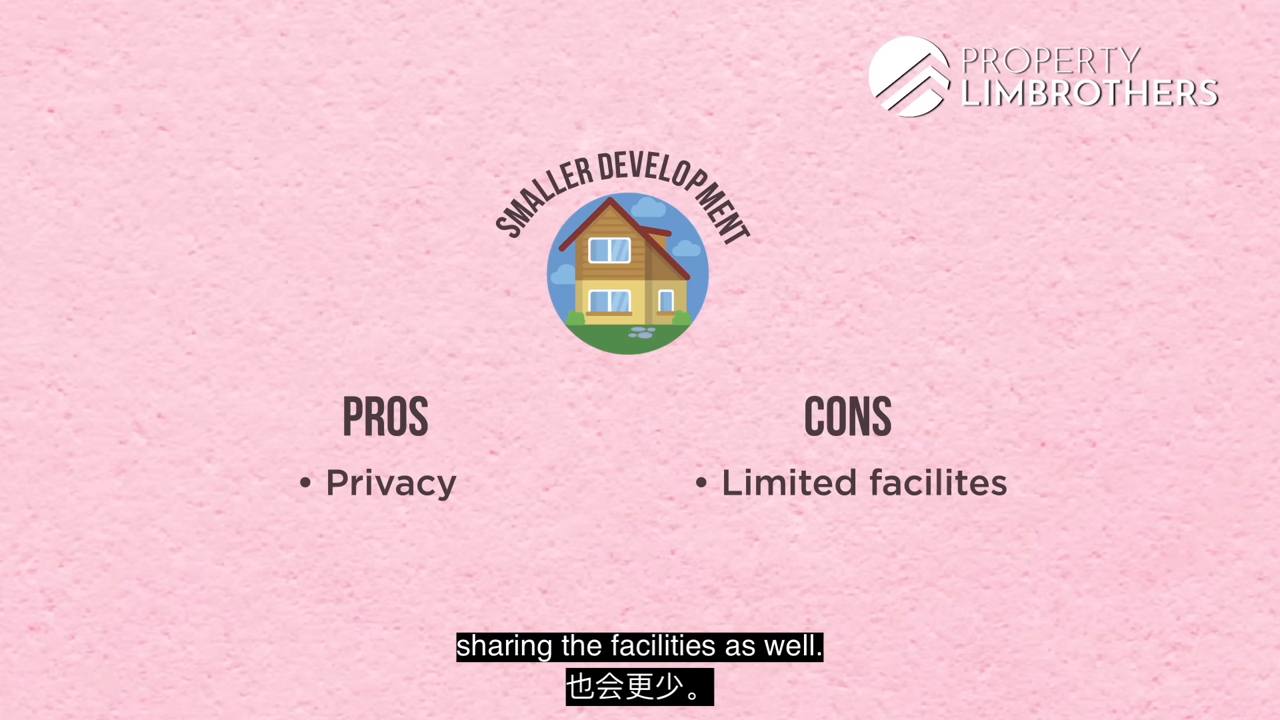 PROPERTY
LIMBROTHERS
SMALLER DEVELOPMENT
PROS
• Privacy
CONS
• Limited facilites
sharing the facilities as well.
也会更少。